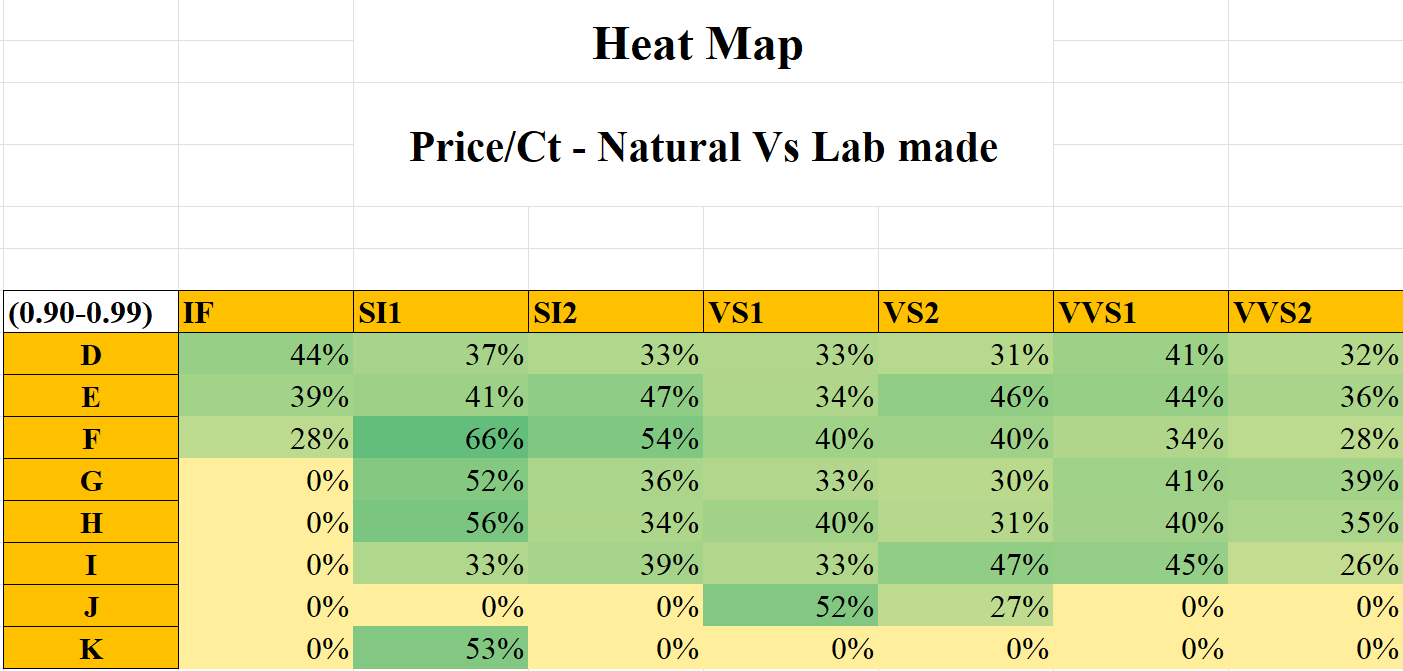 Heat Map
Price/Ct - Natural Vs Lab made
(0.90-0.99) IF SI1 SI2 VS1 VS2 VVS1 VVS2
D 44% 37% 33% 33% 31% 41% 32%
E 39% 41% 47% 34% 46% 44% 36%
F 28% 66% 54% 40% 40% 34% 28%
G 0% 52% 36% 33% 30% 41% 39%
H 0% 56% 34% 40% 31% 40% 35%
I 0% 33% 39% 33% 47% 45% 26%
J 0% 0% 0% 52% 27% 0% 0%
K 0% 53% 0% 0% 0% 0% 0%